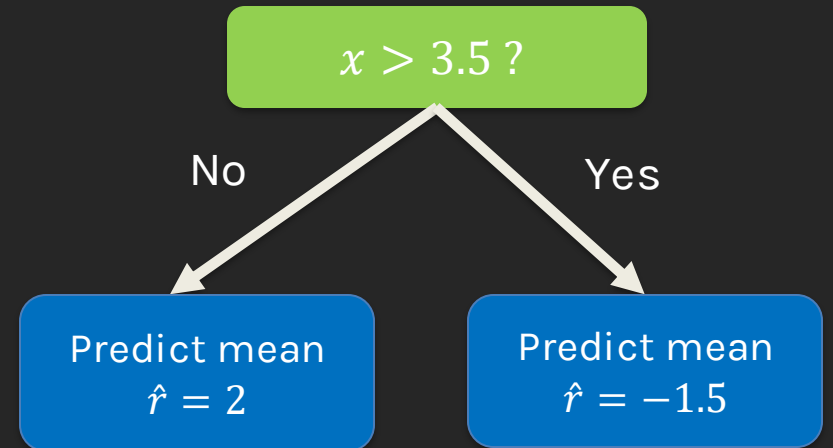 x > 3.5 ?
No
Yes
Predict mean
r̂ = 2
Predict mean
r̂ = −1.5